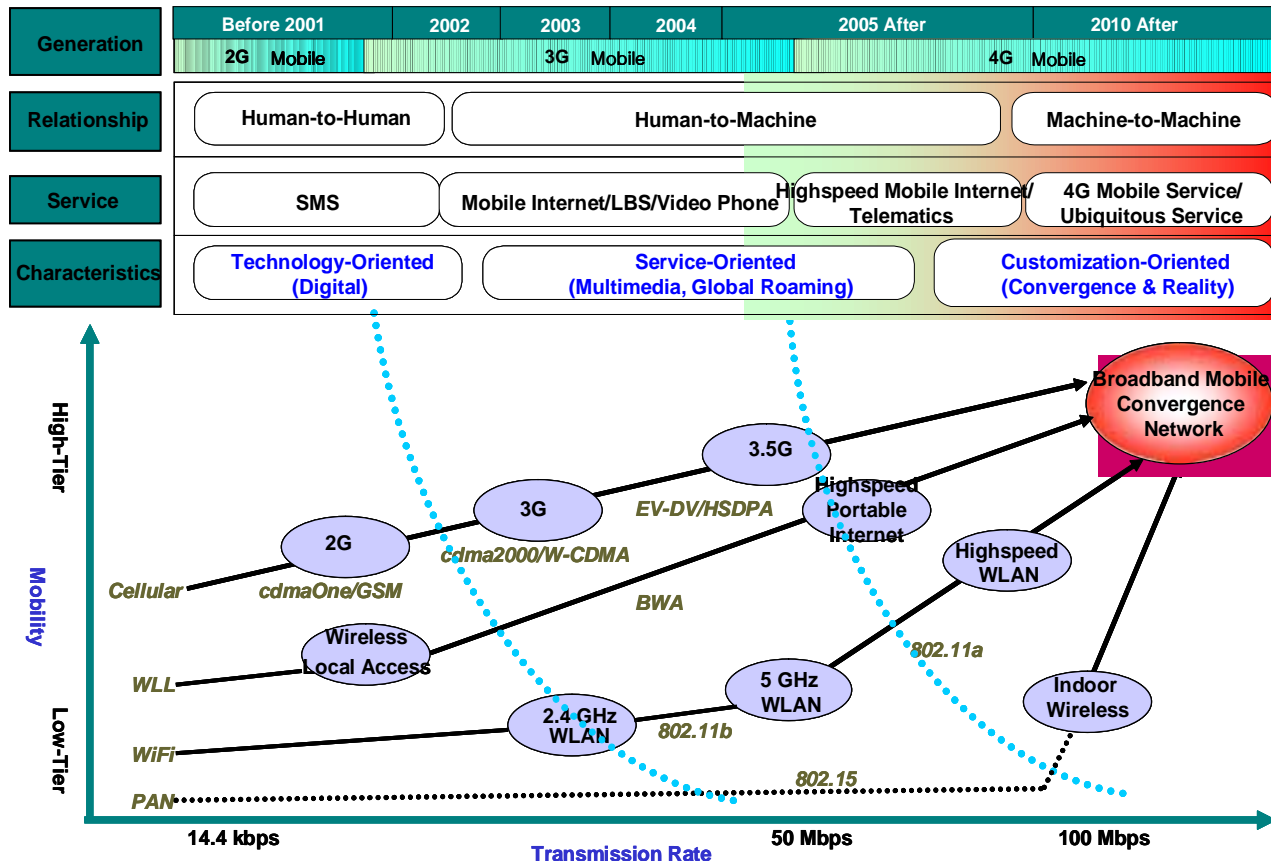 Generation
Before 2001
2002
2003
2004
2005 After
2010 After
2G Mobile
3G Mobile
4G Mobile
Relationship
Human-to-Human
Human-to-Machine
Machine-to-Machine
Service
SMS
Mobile Internet/LBS/Video Phone
Highspeed Mobile Internet/
Telematics
4G Mobile Service/
Ubiquitous Service
Characteristics
Technology-Oriented
(Digital)
Service-Oriented
(Multimedia, Global Roaming)
Customization-Oriented
(Convergence & Reality)
High-Tier
Mobility
Low-Tier
Broadband Mobile
Convergence
Network
3.5G
EV-DV/HSDPA
3G
cdma2000/W-CDMA
2G
cdmaOne/GSM
Cellular
Highspeed
Portable
Internet
BWA
Wireless
Local Access
WLL
Highspeed
WLAN
802.11a
5 GHz
WLAN
802.11b
2.4 GHz
WLAN
WiFi
Indoor
Wireless
802.15
PAN
14.4 kbps
50 Mbps
100 Mbps
Transmission Rate